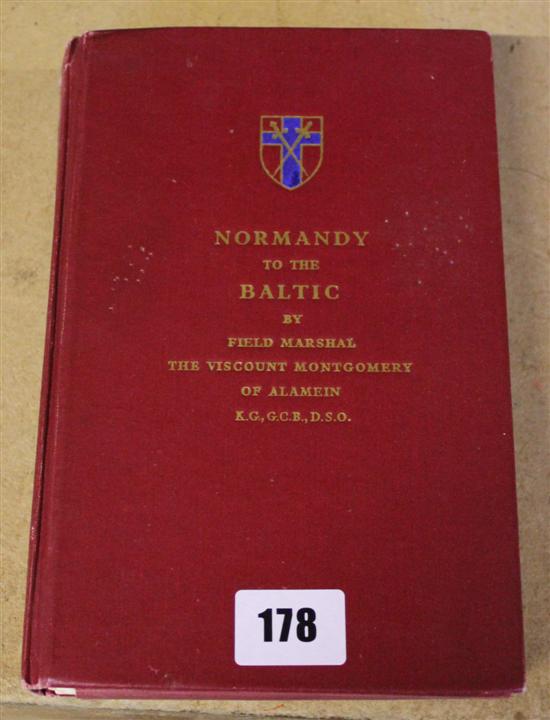 NORMANDY
TO THE
BALTIC
BY
FIELD MARSHAL
THE VISCOUNT MONTGOMERY
OF ALAMEIN
K.G., G.C.B., D.S.O.
178